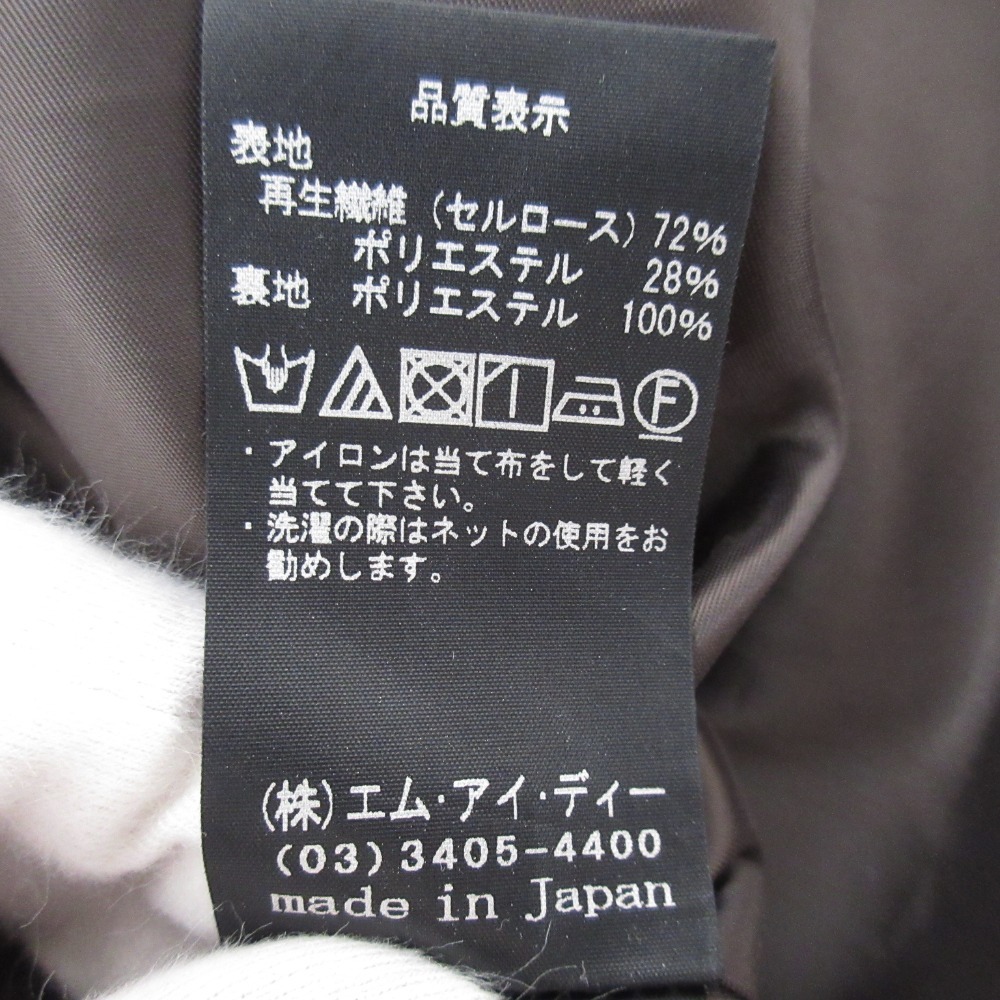 品質表示
表地
再生繊維（セルロース）72%
ポリエステル 28%
裏地 ポリエステル 100%
F
・アイロンは当て布をして軽く
当てて下さい。
・洗濯の際はネットの使用をお
勧めします。
(株)エム・アイ・ディー
(03)3405-4400
made in Japan